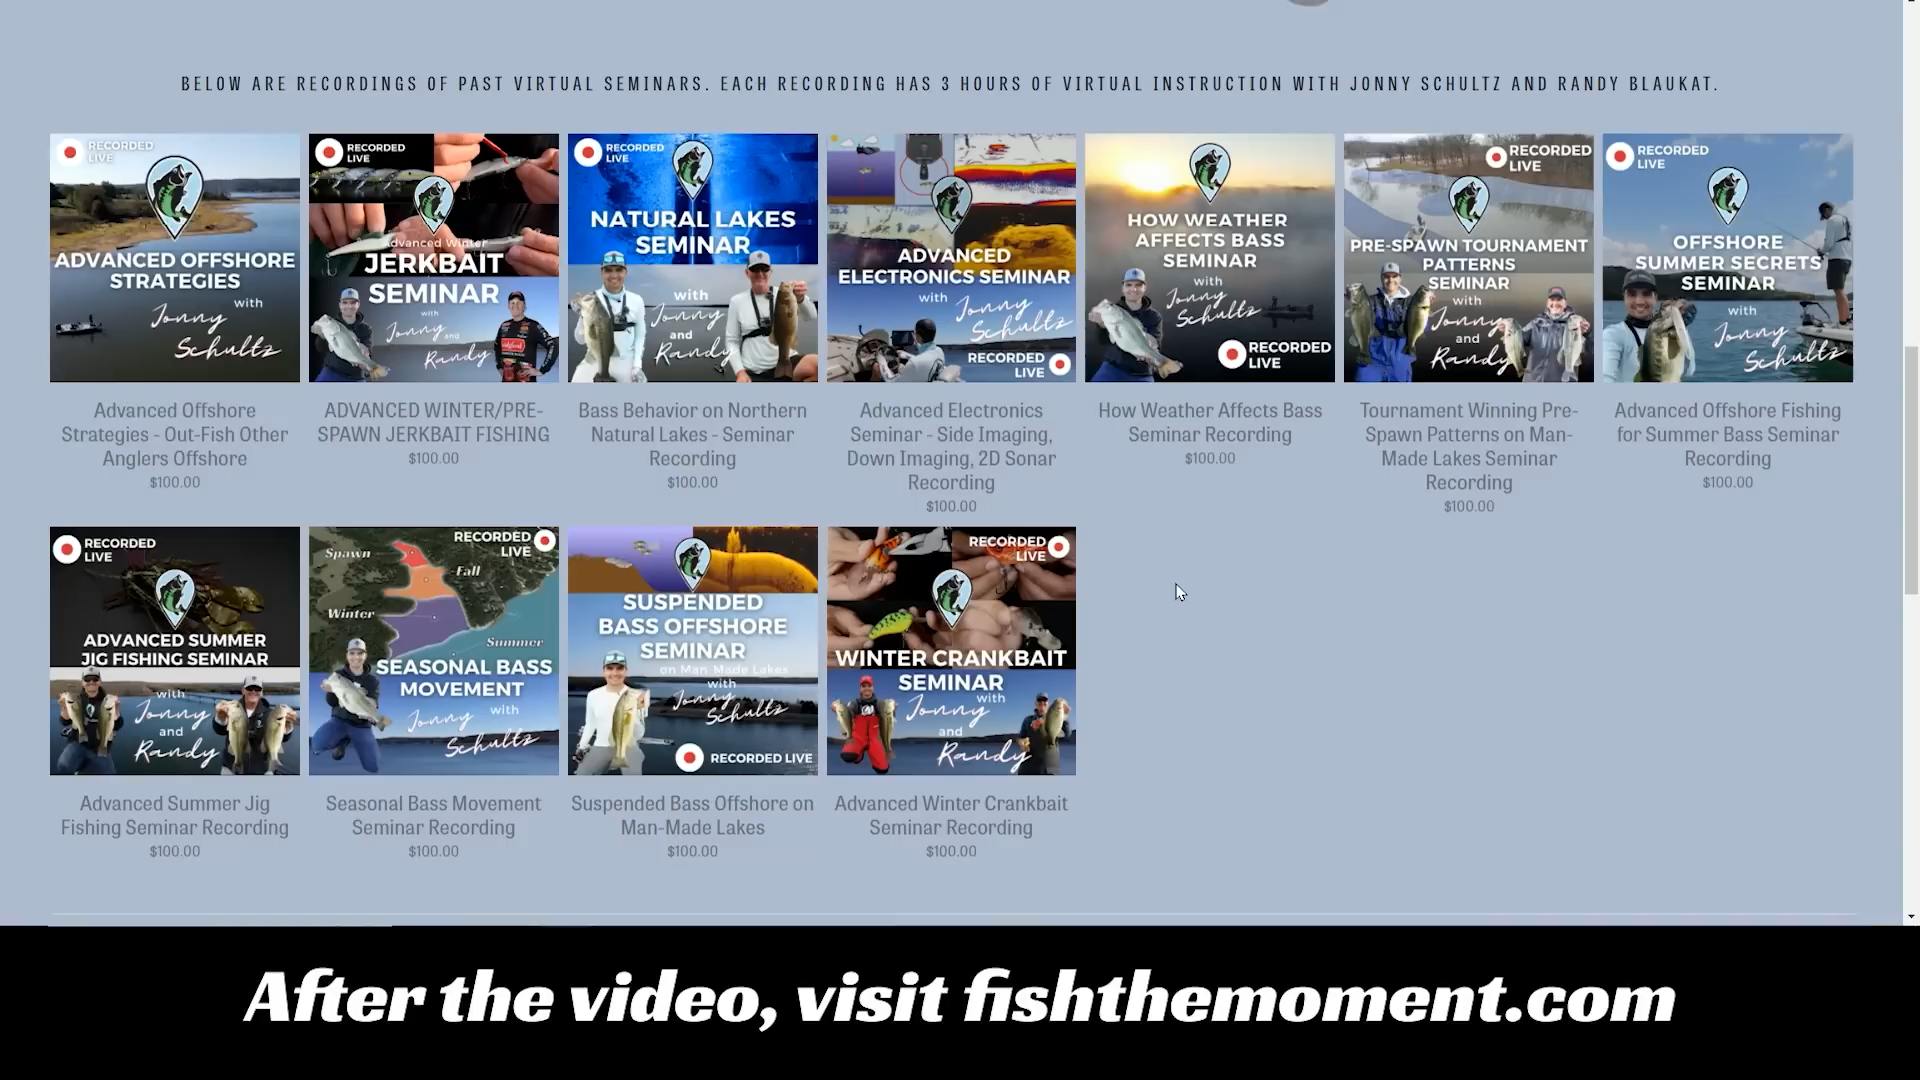 BELOW ARE RECORDINGS OF PAST VIRTUAL SEMINARS. EACH RECORDING HAS 3 HOURS OF VIRTUAL INSTRUCTION WITH JONNY SCHULTZ AND RANDY BLAUKAT.
RECORDED
LIVE
ADVANCED OFFSHORE
STRATEGIES
with
Jonny
Schultz
RECORDED
LIVE
Advanced Winter
JERKBAIT
SEMINAR
with
Jonny and
Randy
RECORDED
LIVE
NATURAL LAKES
SEMINAR
with
Jonny
and
Randy
ADVANCED
ELECTRONICS SEMINAR
with Jonny
Schultz
RECORDED
LIVE
HOW WEATHER
AFFECTS BASS
SEMINAR
with
Jonny
Schultz
RECORDED
LIVE
RECORDED
LIVE
PRE-SPAWN TOURNAMENT
PATTERNS
SEMINAR
with
Jonny
and
Randy
RECORDED
LIVE
OFFSHORE
SUMMER SECRETS
SEMINAR
with
Jonny
Schultz
Advanced Offshore
Strategies - Out-Fish Other
Anglers Offshore
$100.00
ADVANCED WINTER/PRE-
SPAWN JERKBAIT FISHING
$100.00
Bass Behavior on Northern
Natural Lakes - Seminar
Recording
$100.00
Advanced Electronics
Seminar - Side Imaging,
Down Imaging, 2D Sonar
Recording
$100.00
How Weather Affects Bass
Seminar Recording
$100.00
Tournament Winning Pre-
Spawn Patterns on Man-
Made Lakes Seminar
Recording
$100.00
Advanced Offshore Fishing
for Summer Bass Seminar
Recording
$100.00
RECORDED
LIVE
ADVANCED SUMMER
JIG FISHING SEMINAR
with
Jonny
and
Randy
RECORDED
LIVE
Spawn
Fall
Winter
Summer
SEASONAL BASS
MOVEMENT
with
Jonny
Schultz
SUSPENDED
BASS OFFSHORE
SEMINAR
on Man-Made Lakes
with
Jonny
Schultz
RECORDED LIVE
RECORDED
LIVE
WINTER CRANKBAIT
SEMINAR
with
Jonny
and
Randy
Advanced Summer Jig
Fishing Seminar Recording
$100.00
Seasonal Bass Movement
Seminar Recording
$100.00
Suspended Bass Offshore on
Man-Made Lakes
$100.00
Advanced Winter Crankbait
Seminar Recording
$100.00
After the video, visit fishthemoment.com